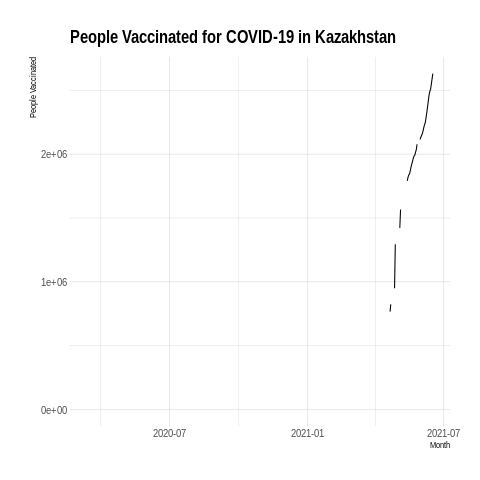 People Vaccinated for COVID-19 in Kazakhstan
People Vaccinated
2e+06
1e+06
0e+00
2020-07
2021-01
2021-07
Month